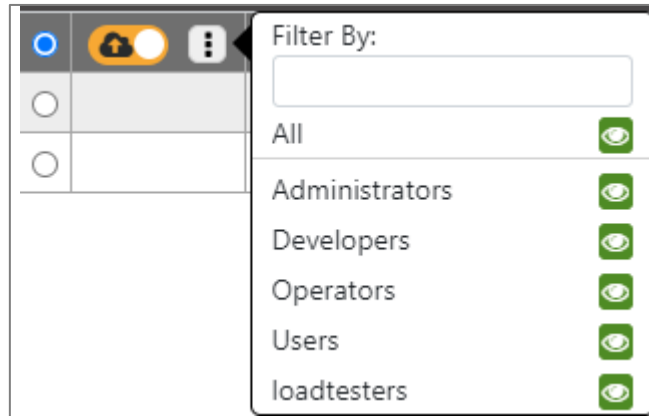 Filter By:
All
Administrators
Developers
Operators
Users
loadtesters